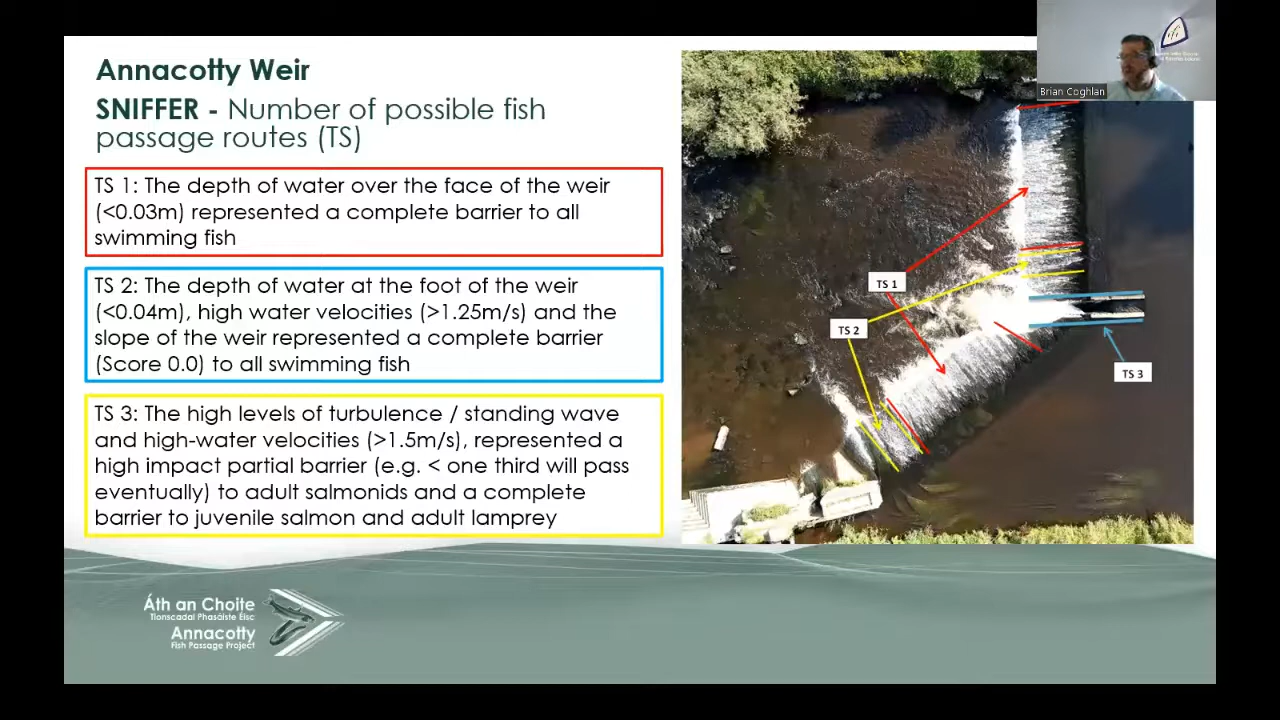 Annacotty Weir
SNIFFER - Number of possible fish
passage routes (TS)
TS 1: The depth of water over the face of the weir
(<0.03m) represented a complete barrier to all
swimming fish
TS 2: The depth of water at the foot of the weir
(<0.04m), high water velocities (>1.25m/s) and the
slope of the weir represented a complete barrier
(Score 0.0) to all swimming fish
TS 3: The high levels of turbulence / standing wave
and high-water velocities (>1.5m/s), represented a
high impact partial barrier (e.g. < one third will pass
eventually) to adult salmonids and a complete
barrier to juvenile salmon and adult lamprey
TS 1
TS 2
TS 3
Brian Coghlan
Áth an Choite
Tionscadal Phasáiste Éisc
Annacotty
Fish Passage Project